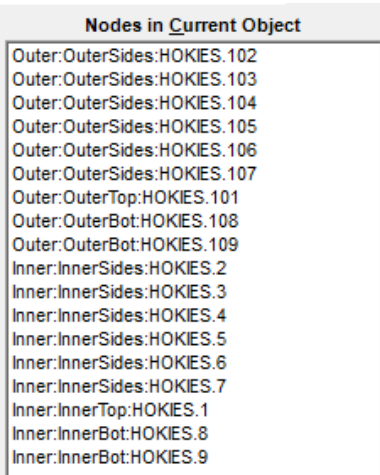 Nodes in Current Object
Outer:OuterSides:HOKIES.102
Outer:OuterSides:HOKIES.103
Outer:OuterSides:HOKIES.104
Outer:OuterSides:HOKIES.105
Outer:OuterSides:HOKIES.106
Outer:OuterSides:HOKIES.107
Outer:OuterTop:HOKIES.101
Outer:OuterBot:HOKIES.108
Outer:OuterBot:HOKIES.109
Inner:InnerSides:HOKIES.2
Inner:InnerSides:HOKIES.3
Inner:InnerSides:HOKIES.4
Inner:InnerSides:HOKIES.5
Inner:InnerSides:HOKIES.6
Inner:InnerSides:HOKIES.7
Inner:InnerTop:HOKIES.1
Inner:InnerBot:HOKIES.8
Inner:InnerBot:HOKIES.9